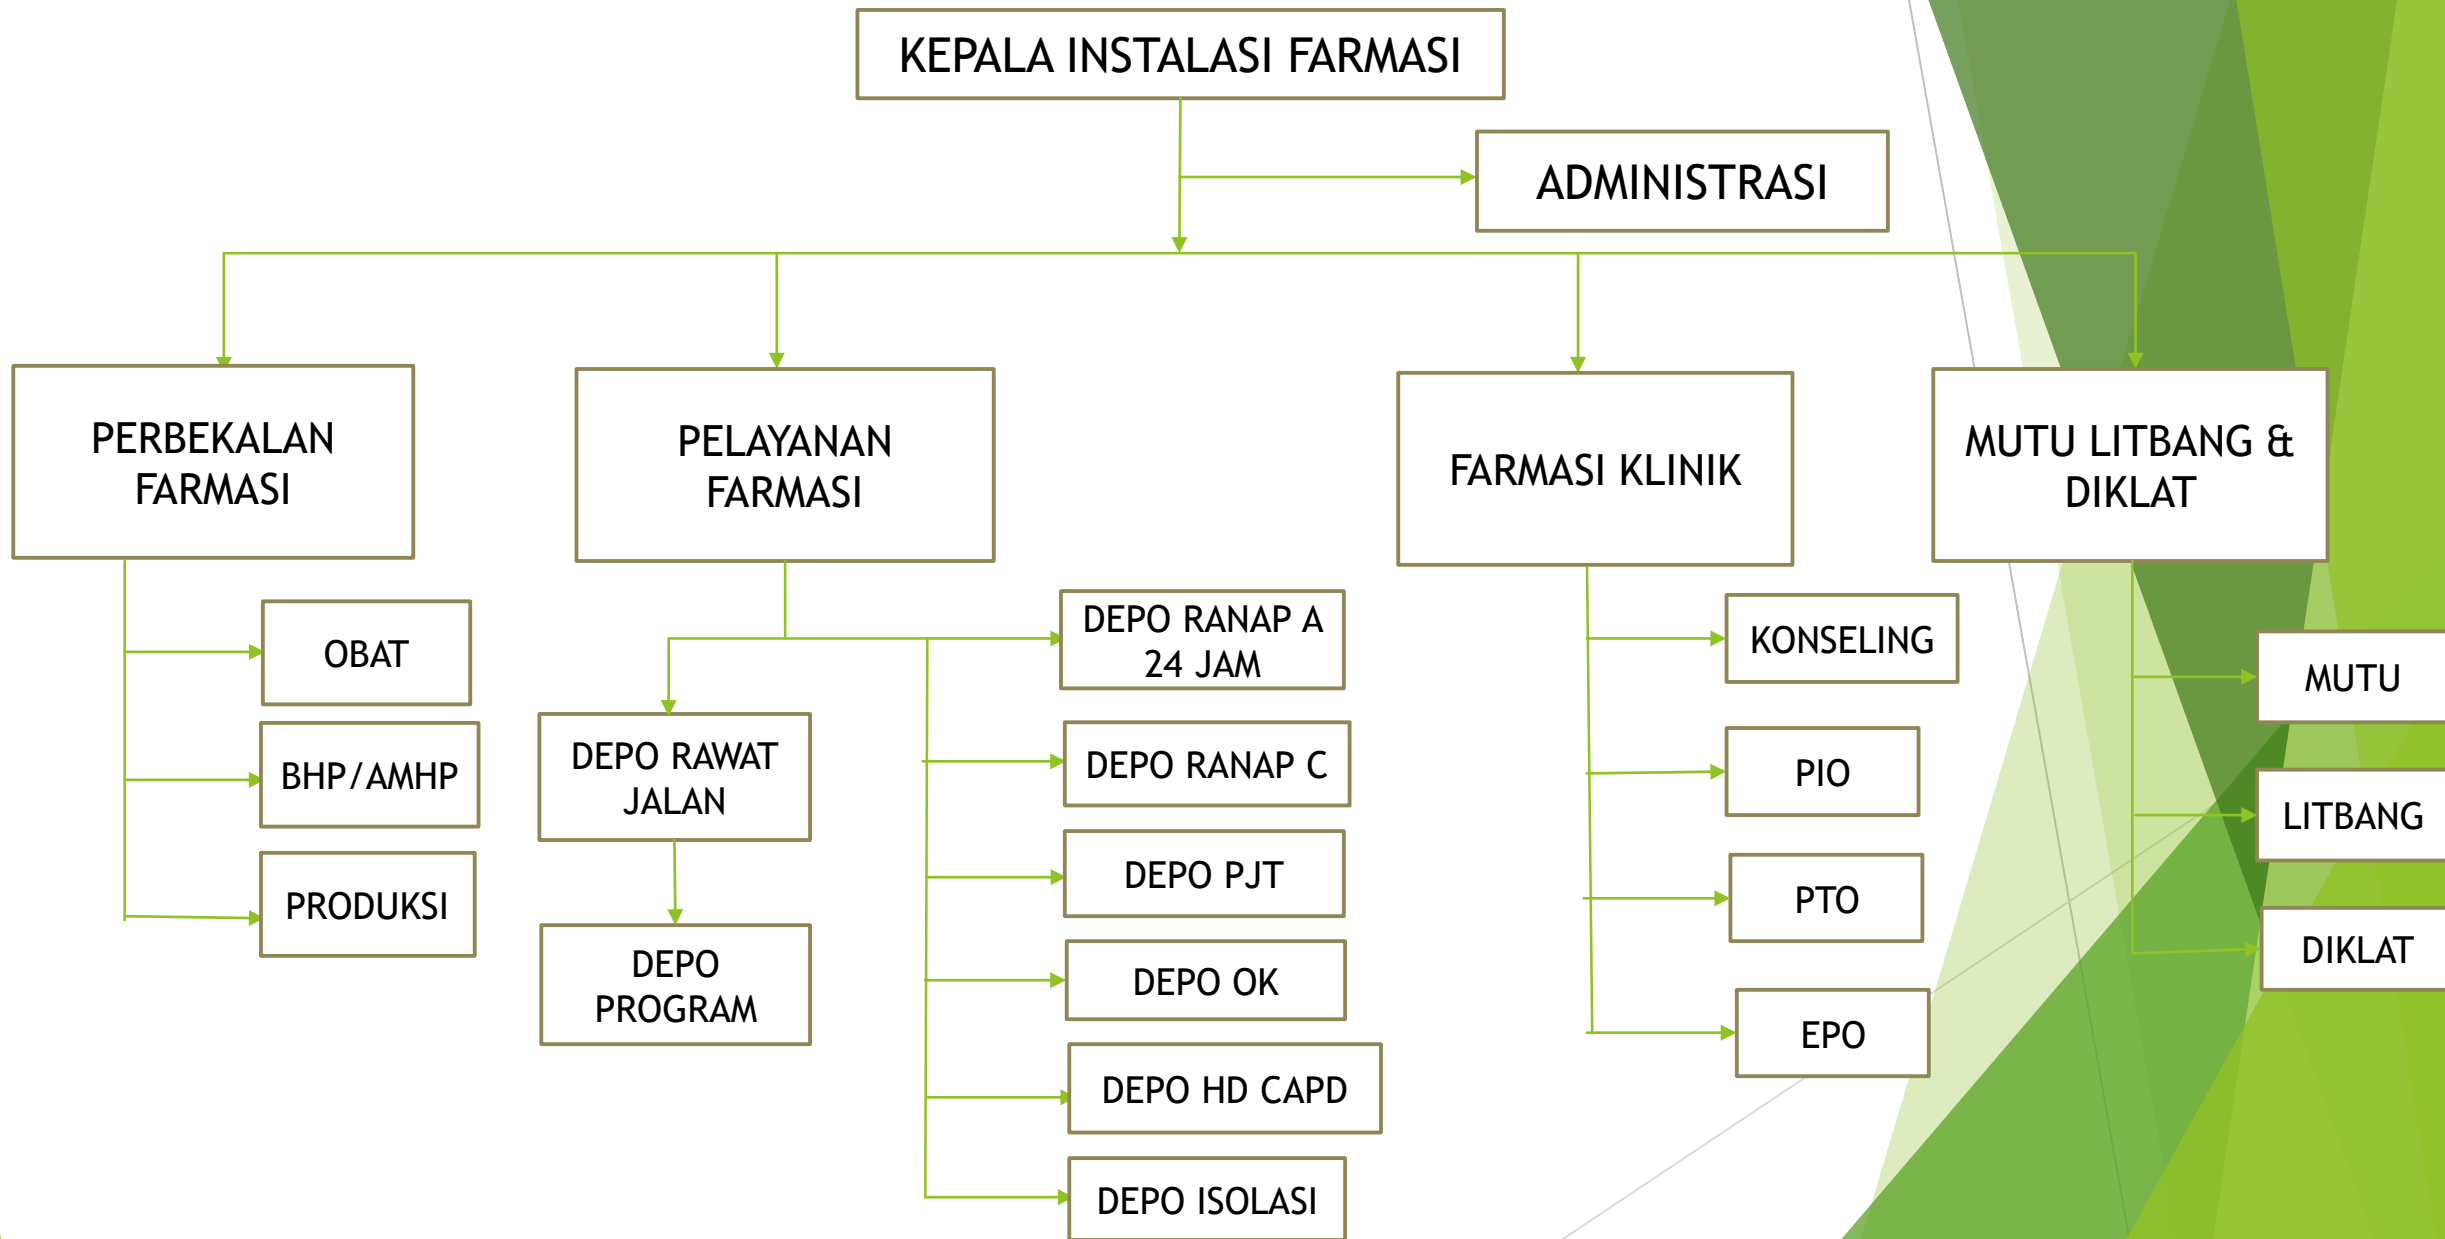 KEPALA INSTALASI FARMASI
ADMINISTRASI
PERBEKALAN
FARMASI
PELAYANAN
FARMASI
FARMASI KLINIK
MUTU LITBANG &
DIKLAT
OBAT
BHP/AMHP
PRODUKSI
DEPO RAWAT
JALAN
DEPO
PROGRAM
DEPO RANAP A
24 JAM
DEPO RANAP C
DEPO PJT
DEPO OK
DEPO HD CAPD
DEPO ISOLASI
KONSELING
PIO
PTO
EPO
MUTU
LITBANG
DIKLAT